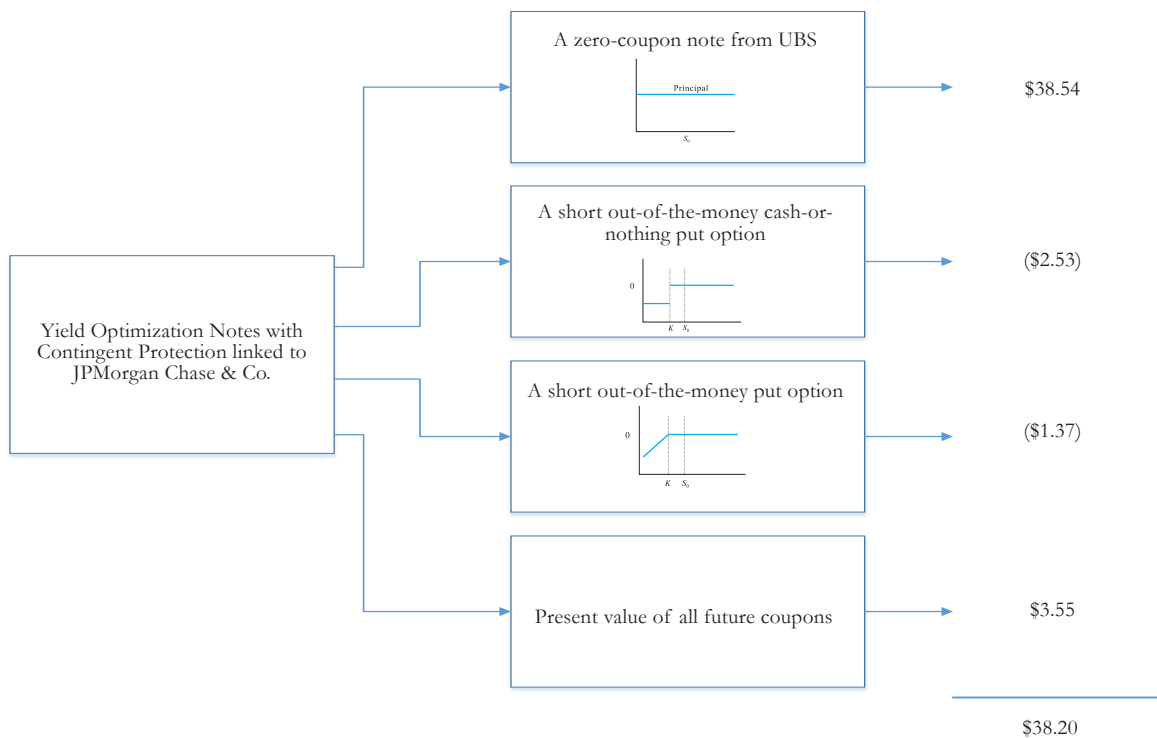 A zero-coupon note from UBS
Principal
S₀
$38.54
A short out-of-the-money cash-or-
nothing put option
0
K
S₀
($2.53)
Yield Optimization Notes with
Contingent Protection linked to
JPMorgan Chase & Co.
A short out-of-the-money put option
0
K
S₀
($1.37)
Present value of all future coupons
$3.55
$38.20